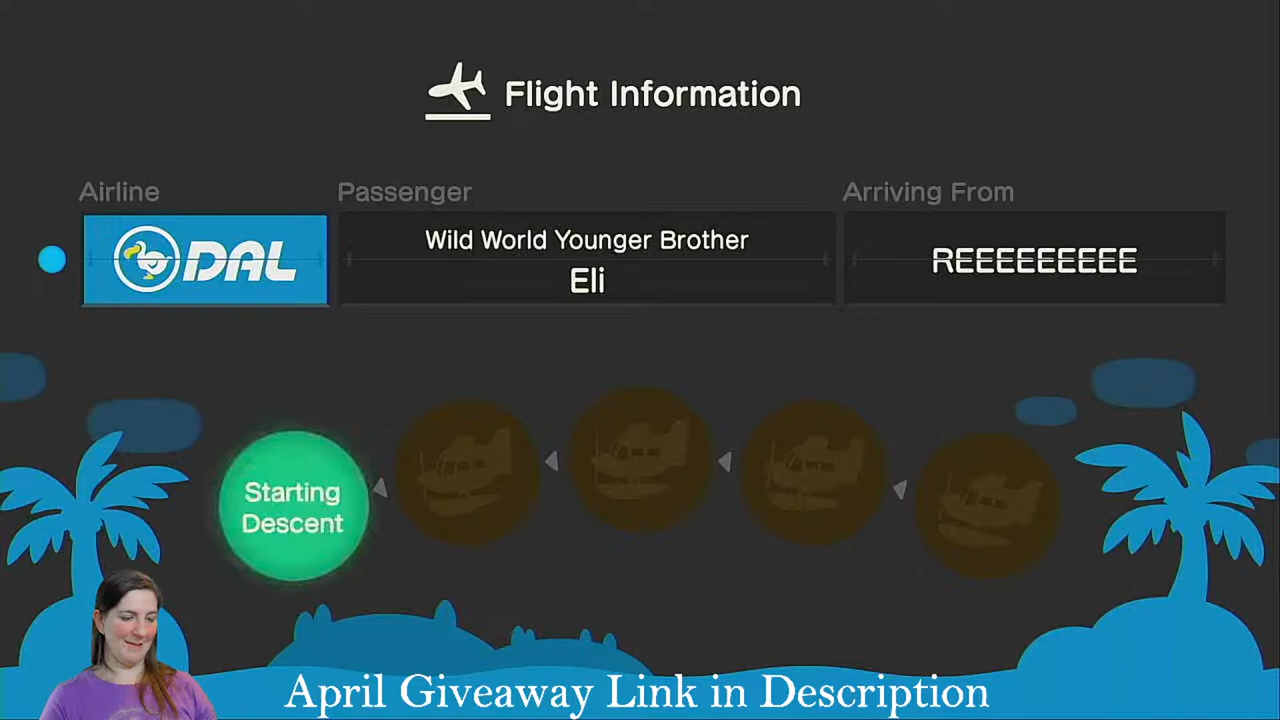 Flight Information
Airline
Passenger
Arriving From
DAL
Wild World Younger Brother
Eli
REEEEEEEEE
Starting
Descent
April Giveaway Link in Description